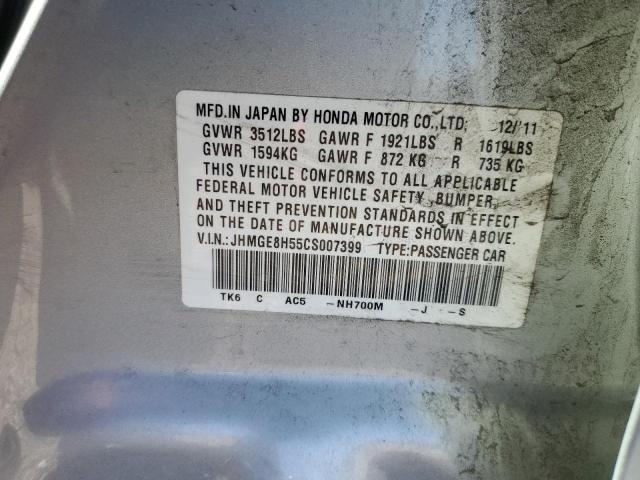 MFD.IN JAPAN BY HONDA MOTOR CO.,LTD; 12/'11
GVWR 3512LBS GAWR F 1921LBS R 1619LBS
GVWR 1594KG GAWR F 872 KG R 735 KG
THIS VEHICLE CONFORMS TO ALL APPLICABLE
FEDERAL MOTOR VEHICLE SAFETY, BUMPER,
AND THEFT PREVENTION STANDARDS IN EFFECT
ON THE DATE OF MANUFACTURE SHOWN ABOVE.
V.I.N.:JHMGE8H55CS007399 TYPE:PASSENGER CAR
TK6 C AC5 -NH700M -J -S